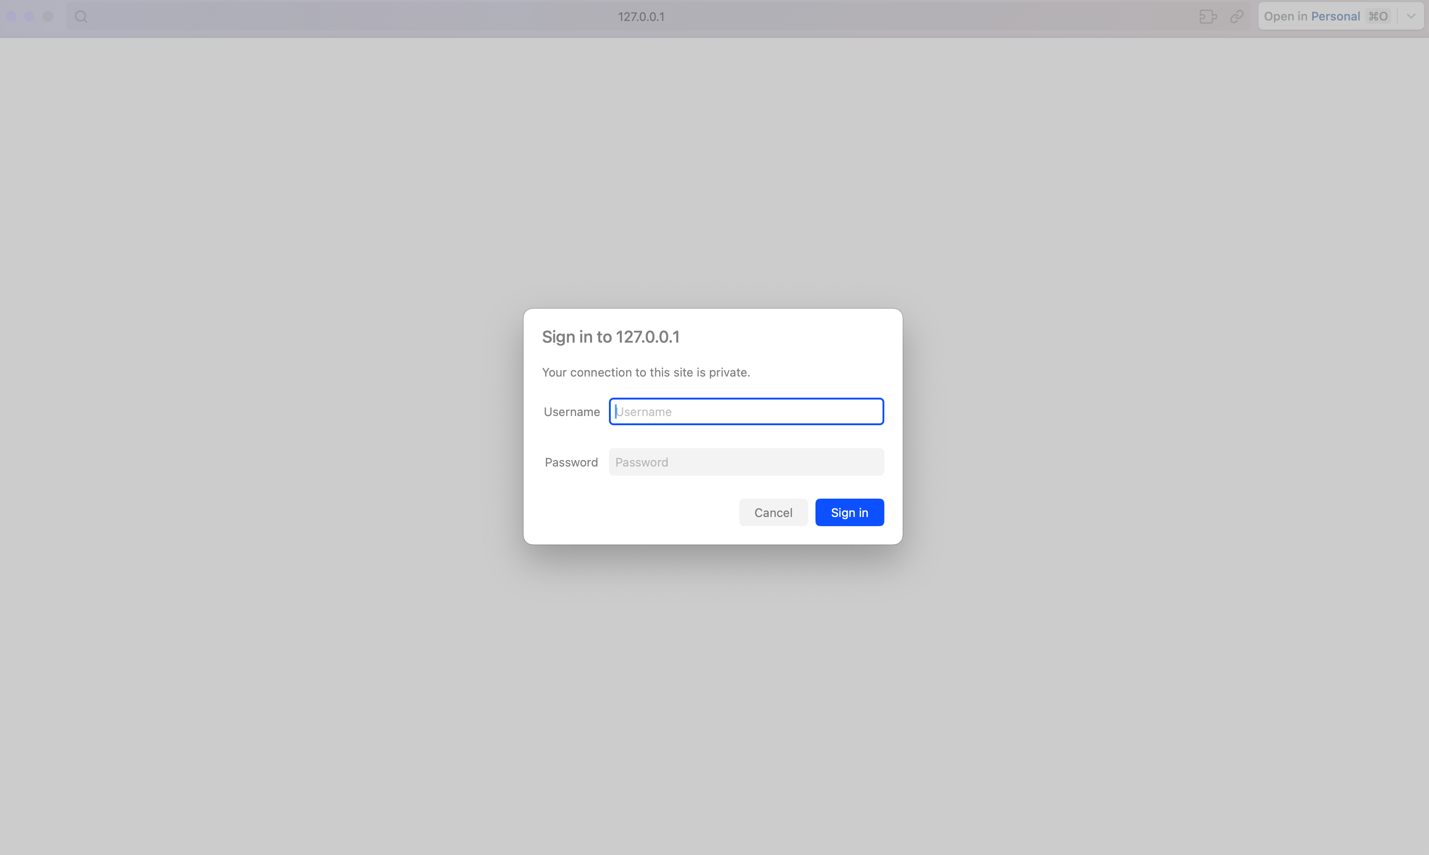 127.0.0.1
Open in Personal ⌘O
Sign in to 127.0.0.1
Your connection to this site is private.
Username Username
Password Password
Cancel Sign in